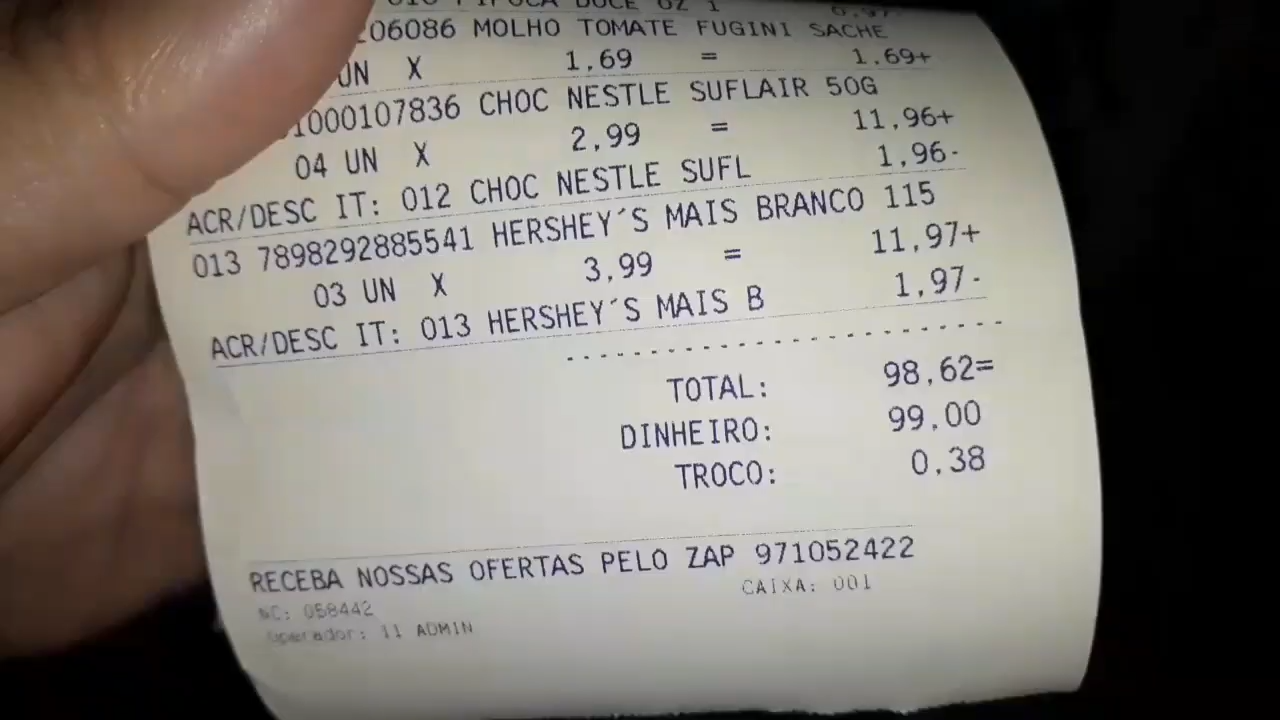 PIPOCA DOCE 1
206086 MOLHO TOMATE FUGINI SACHE
UN X 1,69 = 1,69+
1000107836 CHOC NESTLE SUFLAIR 50G
04 UN X 2,99 = 11,96+
ACR/DESC IT: 012 CHOC NESTLE SUFL 1,96-
013 7898292885541 HERSHEY´S MAIS BRANCO 115
03 UN X 3,99 = 11,97+
ACR/DESC IT: 013 HERSHEY´S MAIS B 1,97-
TOTAL: 98,62=
DINHEIRO: 99,00
TROCO: 0,38
RECEBA NOSSAS OFERTAS PELO ZAP 971052422
NC: 058442 CAIXA: 001
Operador: 11 ADMIN